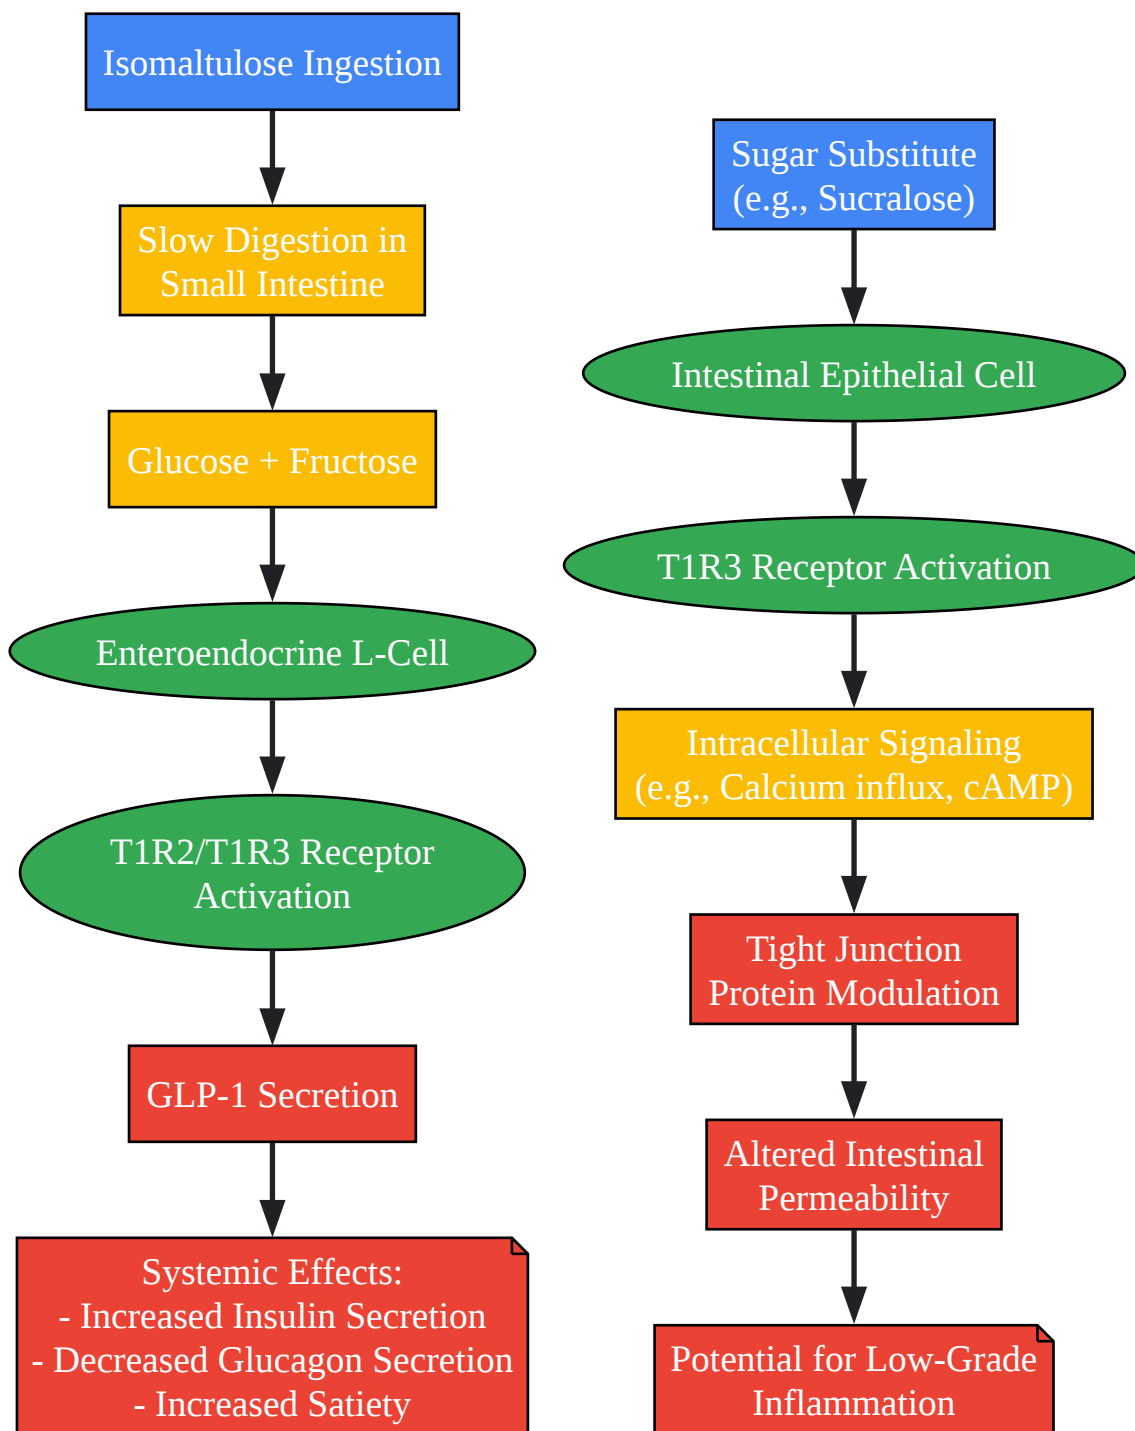 Isomaltulose Ingestion
Slow Digestion in
Small Intestine
Glucose + Fructose
Enteroendocrine L-Cell
T1R2/T1R3 Receptor
Activation
GLP-1 Secretion
Systemic Effects:
- Increased Insulin Secretion
- Decreased Glucagon Secretion
- Increased Satiety
Sugar Substitute
(e.g., Sucralose)
Intestinal Epithelial Cell
T1R3 Receptor Activation
Intracellular Signaling
(e.g., Calcium influx, cAMP)
Tight Junction
Protein Modulation
Altered Intestinal
Permeability
Potential for Low-Grade
Inflammation